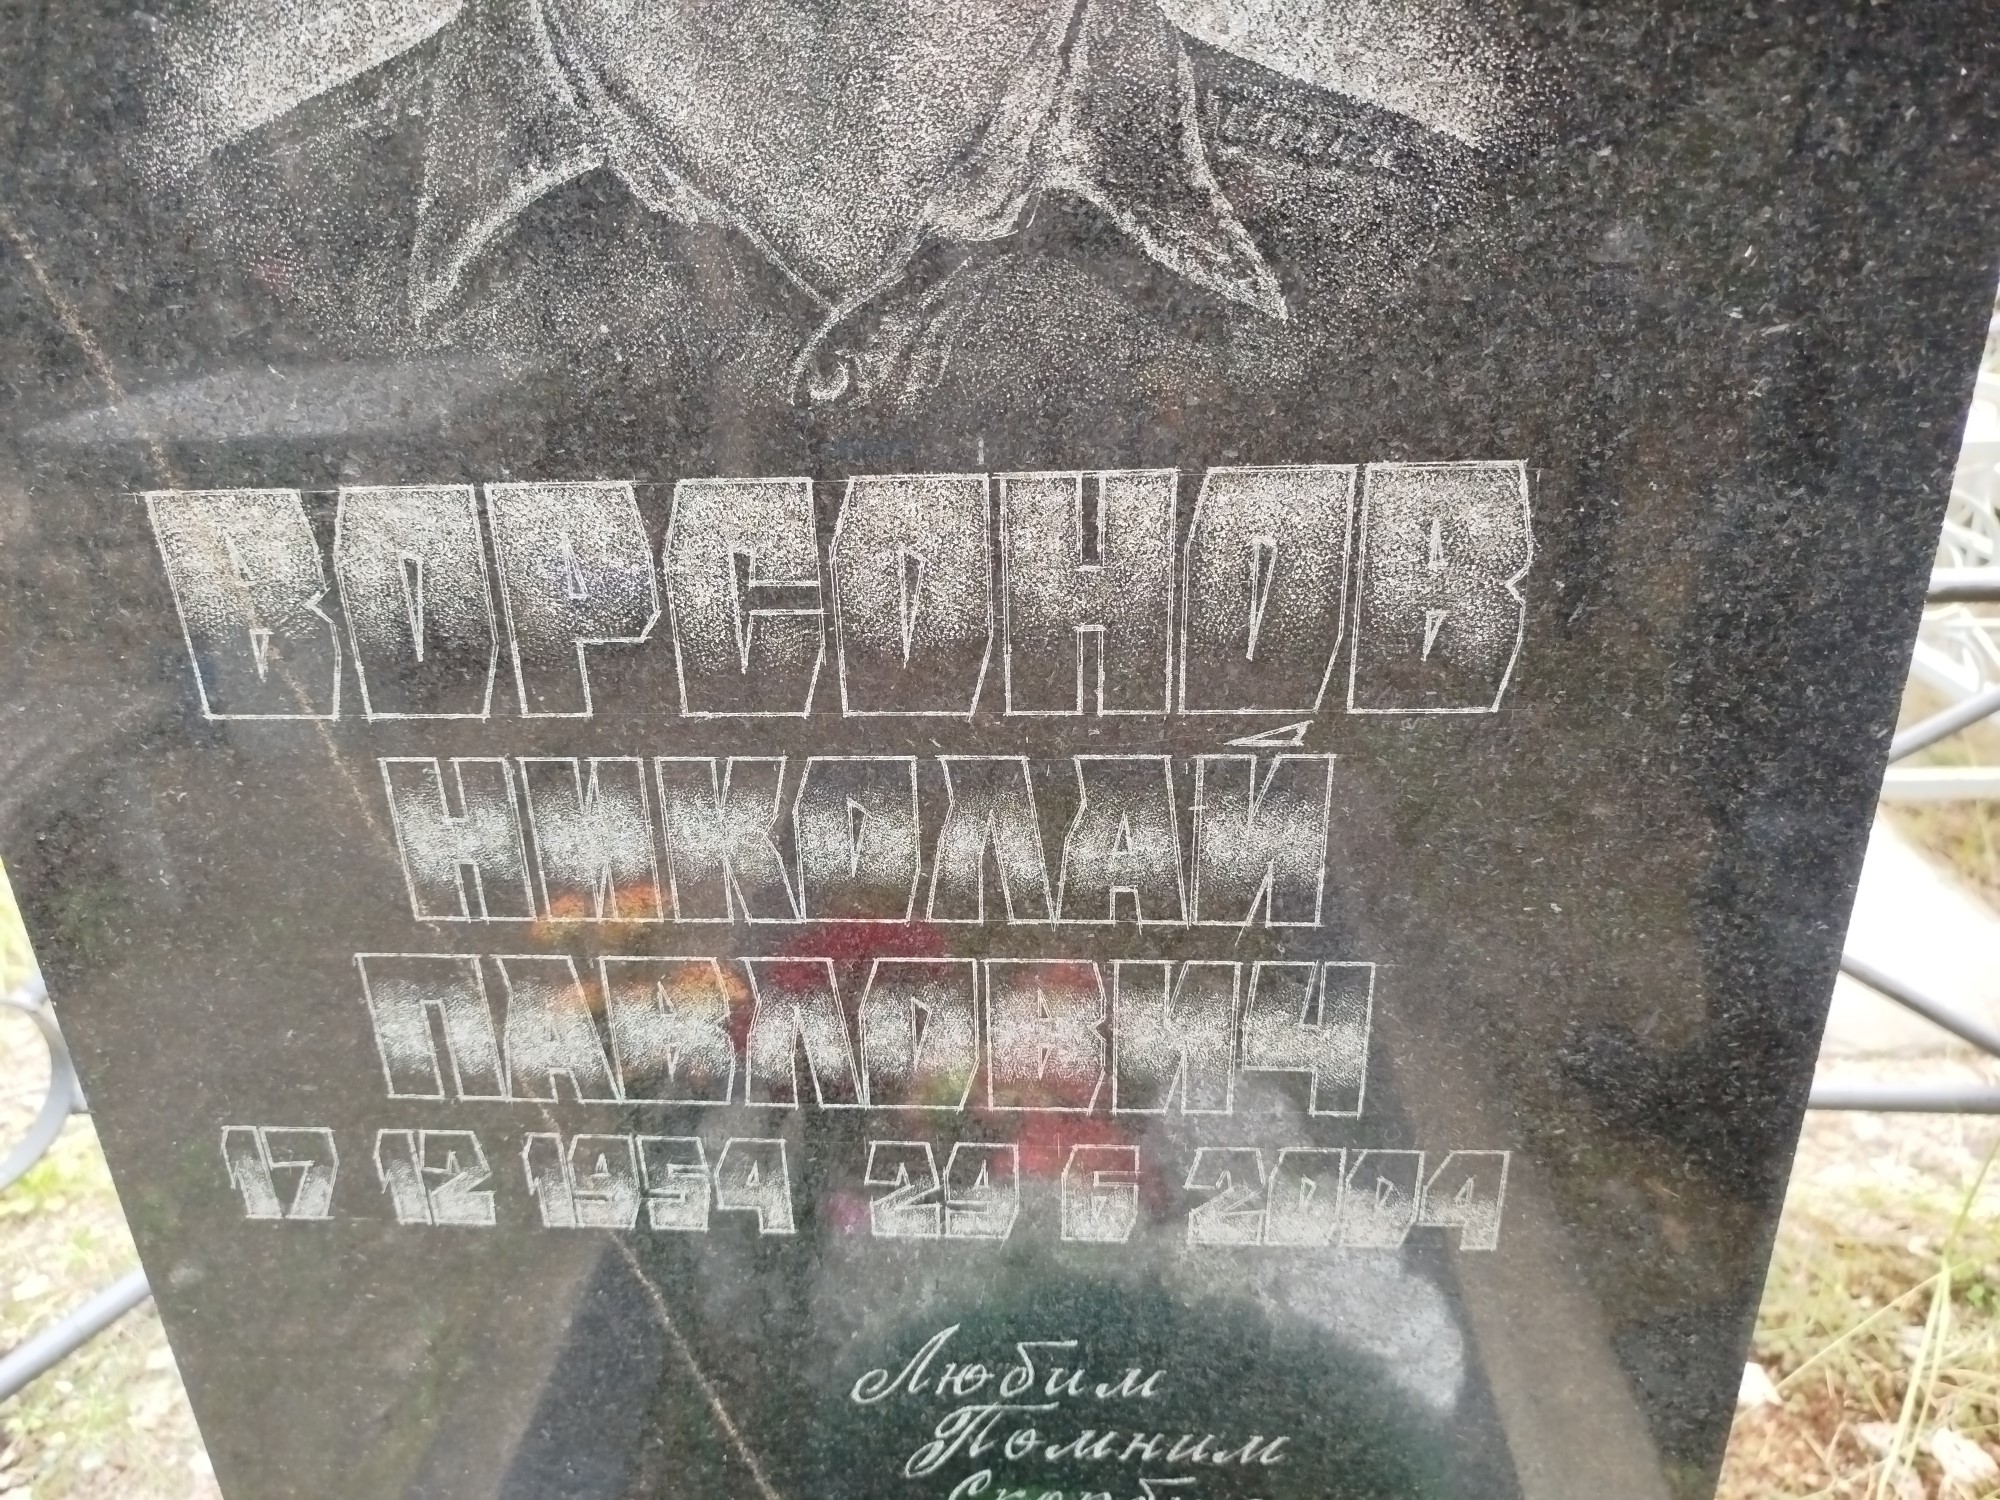 ВОРСОНОВ
НИКОЛАЙ
ПАВЛОВИЧ
17 12 1954 29 6 2004
Любим
Помним